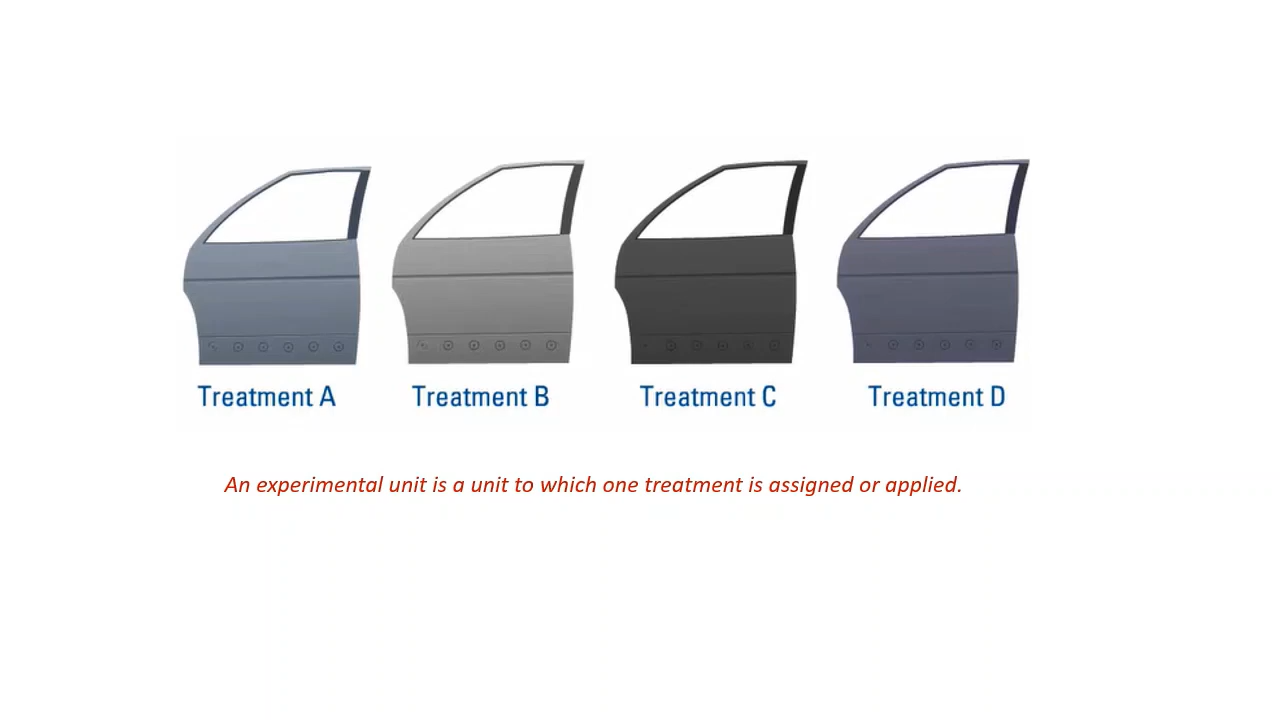 Treatment A Treatment B Treatment C Treatment D
An experimental unit is a unit to which one treatment is assigned or applied.